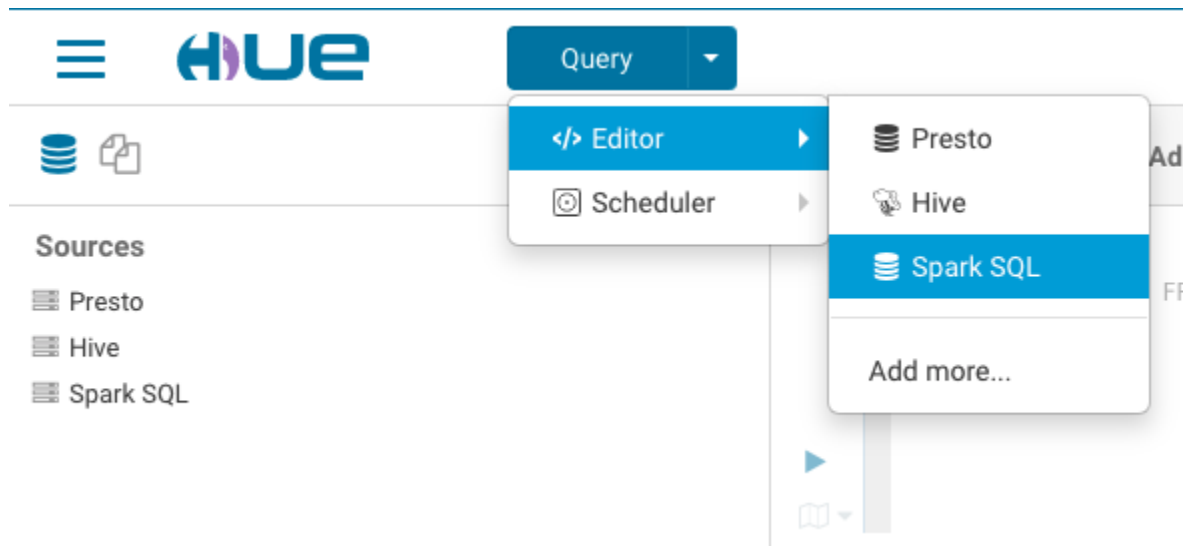 HUE
Query
</> Editor
Scheduler
Presto
Hive
Spark SQL
Add more...
Sources
Presto
Hive
Spark SQL